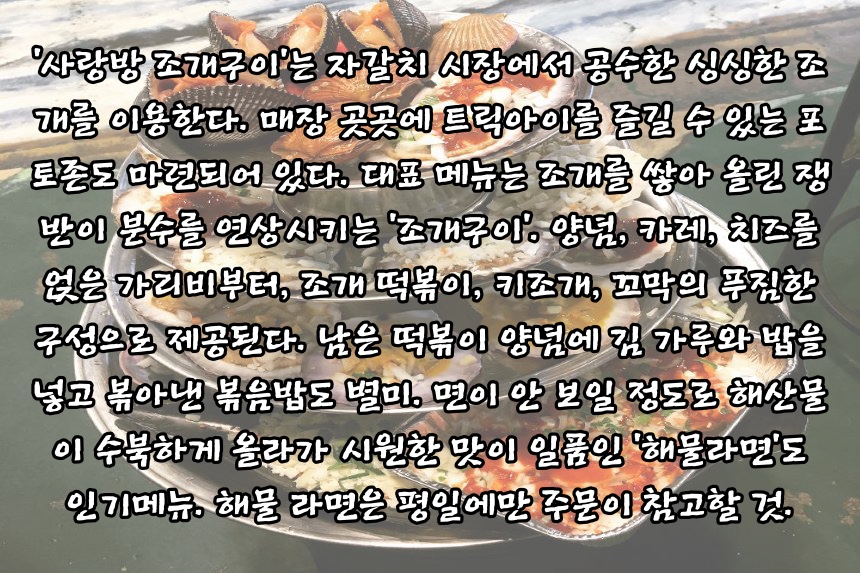 '사랑방 조개구이'는 자갈치 시장에서 공수한 싱싱한 조
개를 이용한다. 매장 곳곳에 트릭아이를 즐길 수 있는 포
토존도 마련되어 있다. 대표 메뉴는 조개를 쌓아 올린 쟁
반이 분수를 연상시키는 '조개구이'. 양념, 카레, 치즈를
얹은 가리비부터, 조개 떡볶이, 키조개, 꼬막의 푸짐한
구성으로 제공된다. 남은 떡볶이 양념에 김 가루와 밥을
넣고 볶아낸 볶음밥도 별미. 면이 안 보일 정도로 해산물
이 수북하게 올라가 시원한 맛이 일품인 '해물라면'도
인기메뉴. 해물 라면은 평일에만 주문이 참고할 것.